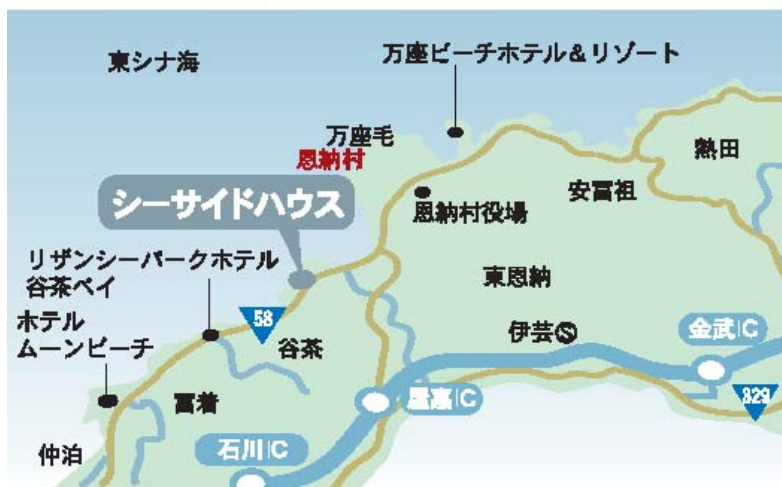 東シナ海
万座ビーチホテル&リゾート
万座毛
恩納村
熱田
シーサイドハウス
安冨祖
恩納村役場
リザンシーパークホテル
谷茶ベイ
東恩納
ホテル
ムーンビーチ
58
谷茶
伊芸S
金武IC
冨着
屋嘉IC
329
仲泊
石川IC